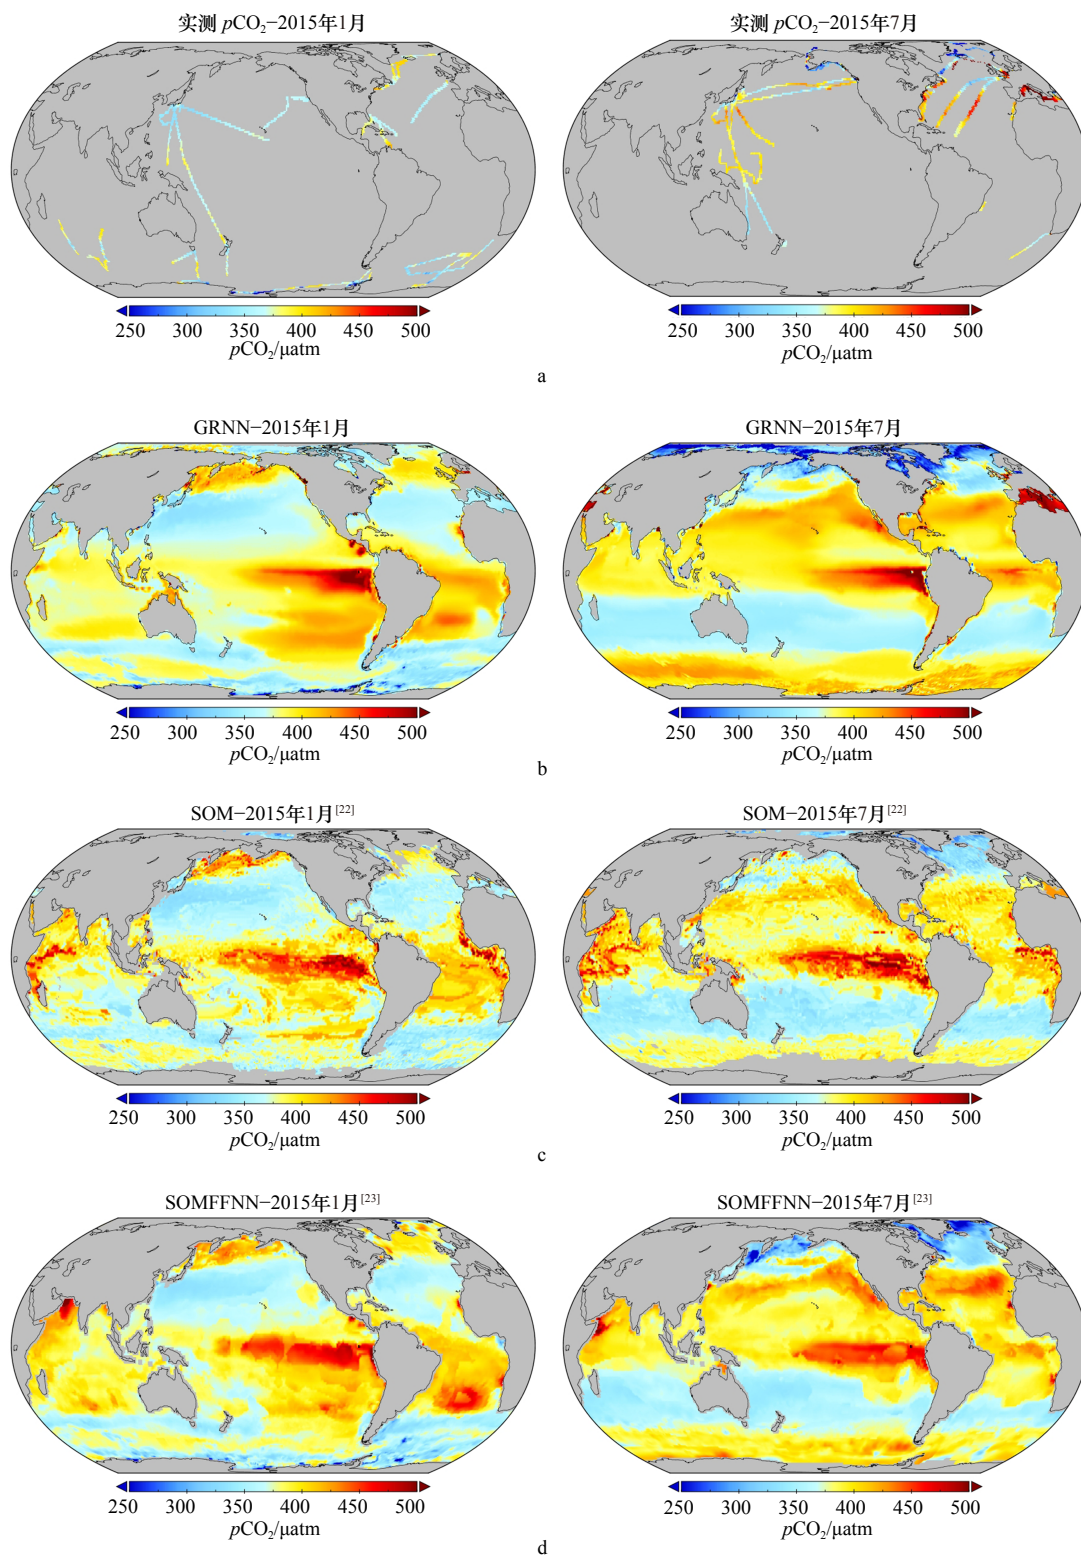 实测 pCO₂−2015年1月 实测 pCO₂−2015年7月
250 300 350 400 450 500 250 300 350 400 450 500
pCO₂/μatm pCO₂/μatm
a
GRNN−2015年1月 GRNN−2015年7月
250 300 350 400 450 500 250 300 350 400 450 500
pCO₂/μatm pCO₂/μatm
b
SOM−2015年1月[22] SOM−2015年7月[22]
250 300 350 400 450 500 250 300 350 400 450 500
pCO₂/μatm pCO₂/μatm
c
SOMFFNN−2015年1月[23] SOMFFNN−2015年7月[23]
250 300 350 400 450 500 250 300 350 400 450 500
pCO₂/μatm pCO₂/μatm
d